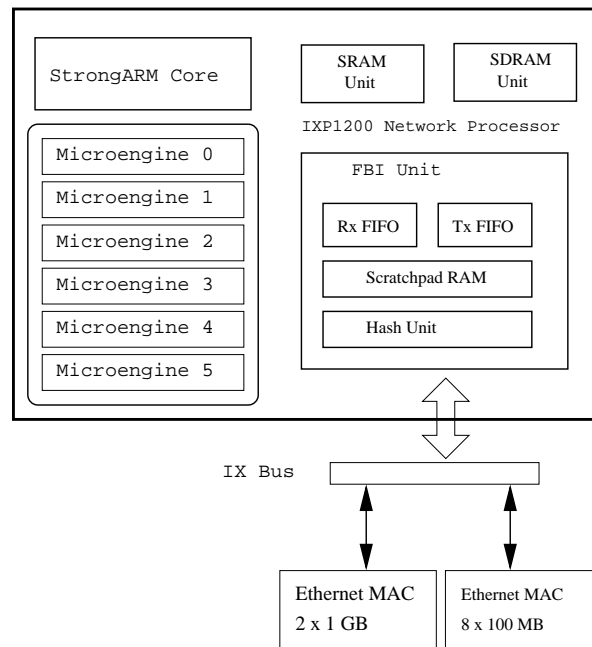 StrongARM Core
SRAM
Unit
SDRAM
Unit
IXP1200 Network Processor
Microengine 0
Microengine 1
Microengine 2
Microengine 3
Microengine 4
Microengine 5
FBI Unit
Rx FIFO
Tx FIFO
Scratchpad RAM
Hash Unit
IX Bus
Ethernet MAC
2 x 1 GB
Ethernet MAC
8 x 100 MB